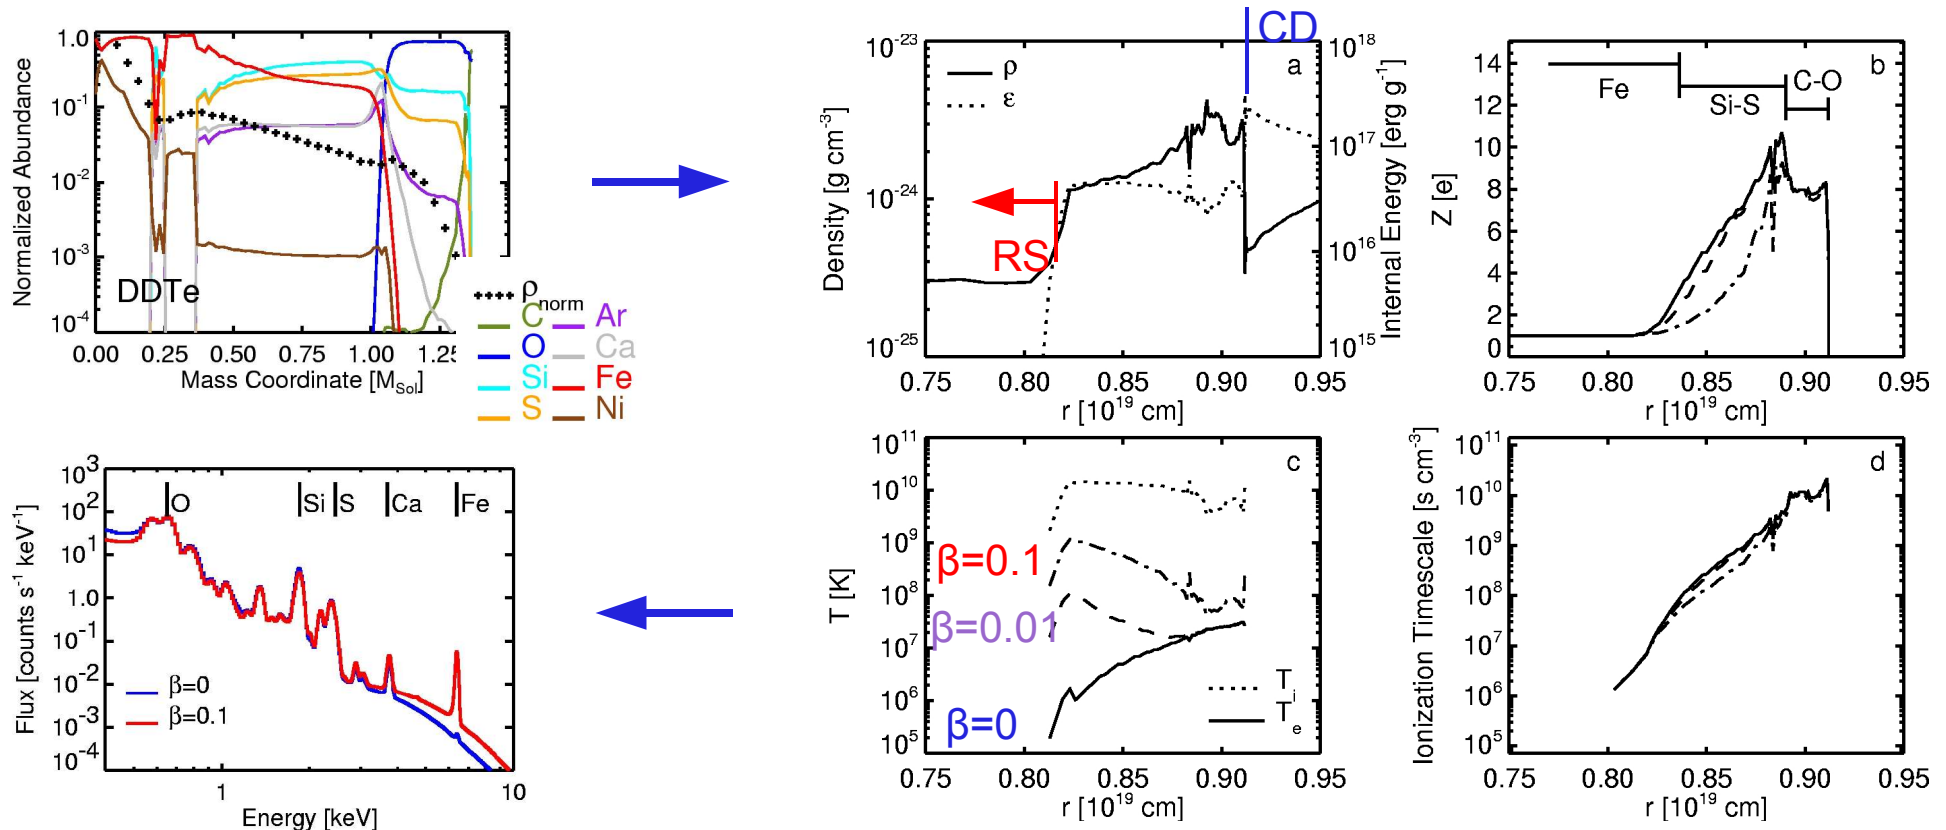 Normalized Abundance
1.0
10⁻¹
10⁻²
10⁻³
10⁻⁴
DDTe
0.00 0.25 0.50 0.75 1.00 1.25
Mass Coordinate [M_Sol]
ρ_norm
C Ar
O Ca
Si Fe
S Ni
CD
a
ρ
ε
RS
Density [g cm⁻³]
10⁻²³
10⁻²⁴
10⁻²⁵
Internal Energy [erg g⁻¹]
10¹⁸
10¹⁷
10¹⁶
10¹⁵
0.75 0.80 0.85 0.90 0.95
r [10¹⁹ cm]
b
Fe
Si-S
C-O
Z [e]
14
12
10
8
6
4
2
0
0.75 0.80 0.85 0.90 0.95
r [10¹⁹ cm]
Flux [counts s⁻¹ keV⁻¹]
10³
10²
10¹
1.0
10⁻¹
10⁻²
10⁻³
10⁻⁴
O Si S Ca Fe
β=0
β=0.1
1 10
Energy [keV]
c
T [K]
10¹¹
10¹⁰
10⁹
10⁸
10⁷
10⁶
10⁵
β=0.1
β=0.01
β=0
T_i
T_e
0.75 0.80 0.85 0.90 0.95
r [10¹⁹ cm]
d
Ionization Timescale [s cm⁻³]
10¹¹
10¹⁰
10⁹
10⁸
10⁷
10⁶
10⁵
0.75 0.80 0.85 0.90 0.95
r [10¹⁹ cm]